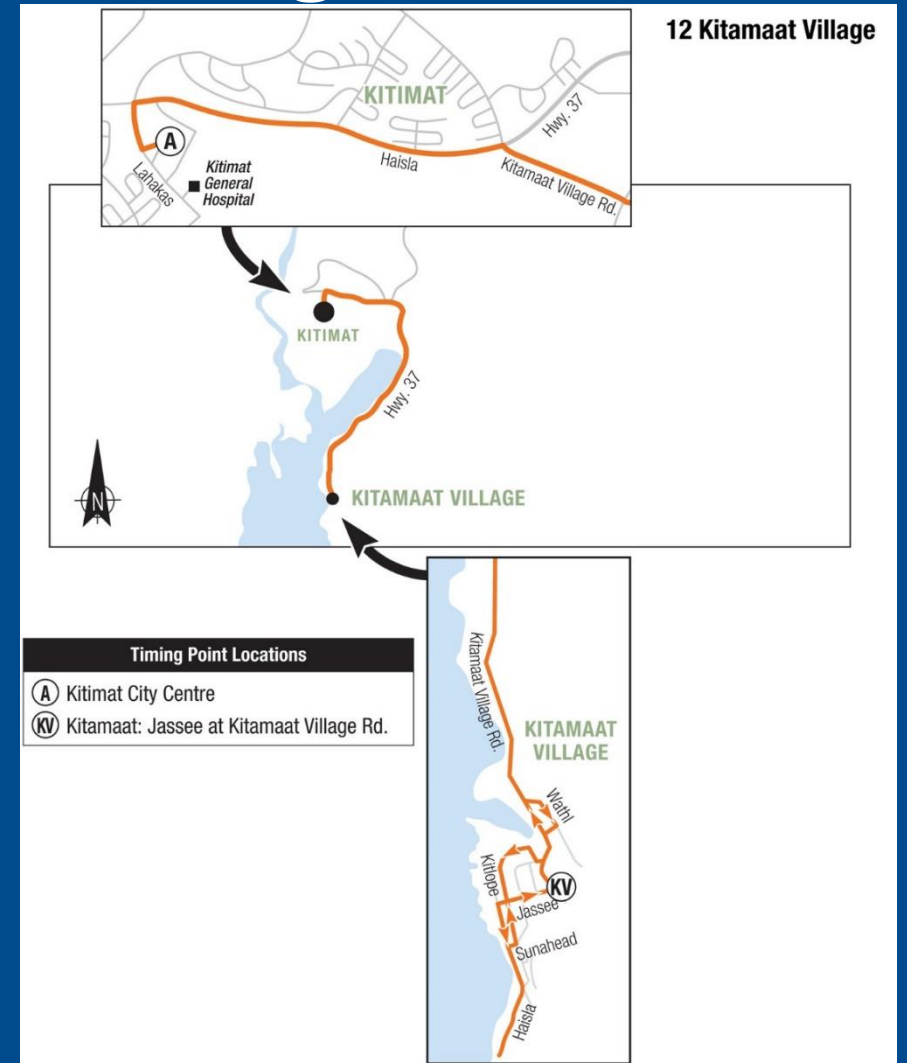 12 Kitamaat Village
KITIMAT
Hwy. 37
Haisla
Kitamaat Village Rd.
A
Lahakas
Kitimat
General
Hospital
KITIMAT
Hwy. 37
N
KITAMAAT VILLAGE
Timing Point Locations
A Kitimat City Centre
KV Kitamaat: Jassee at Kitamaat Village Rd.
Kitamaat Village Rd.
KITAMAAT
VILLAGE
Wathl
Kitlope
KV
Jassee
Sunahead
Haisla